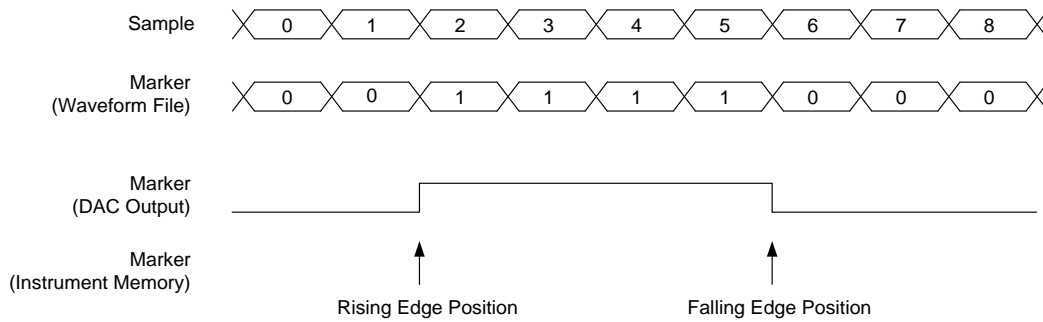 Sample 0 1 2 3 4 5 6 7 8
Marker
(Waveform File) 0 0 1 1 1 1 0 0 0
Marker
(DAC Output)
Marker
(Instrument Memory)
Rising Edge Position Falling Edge Position